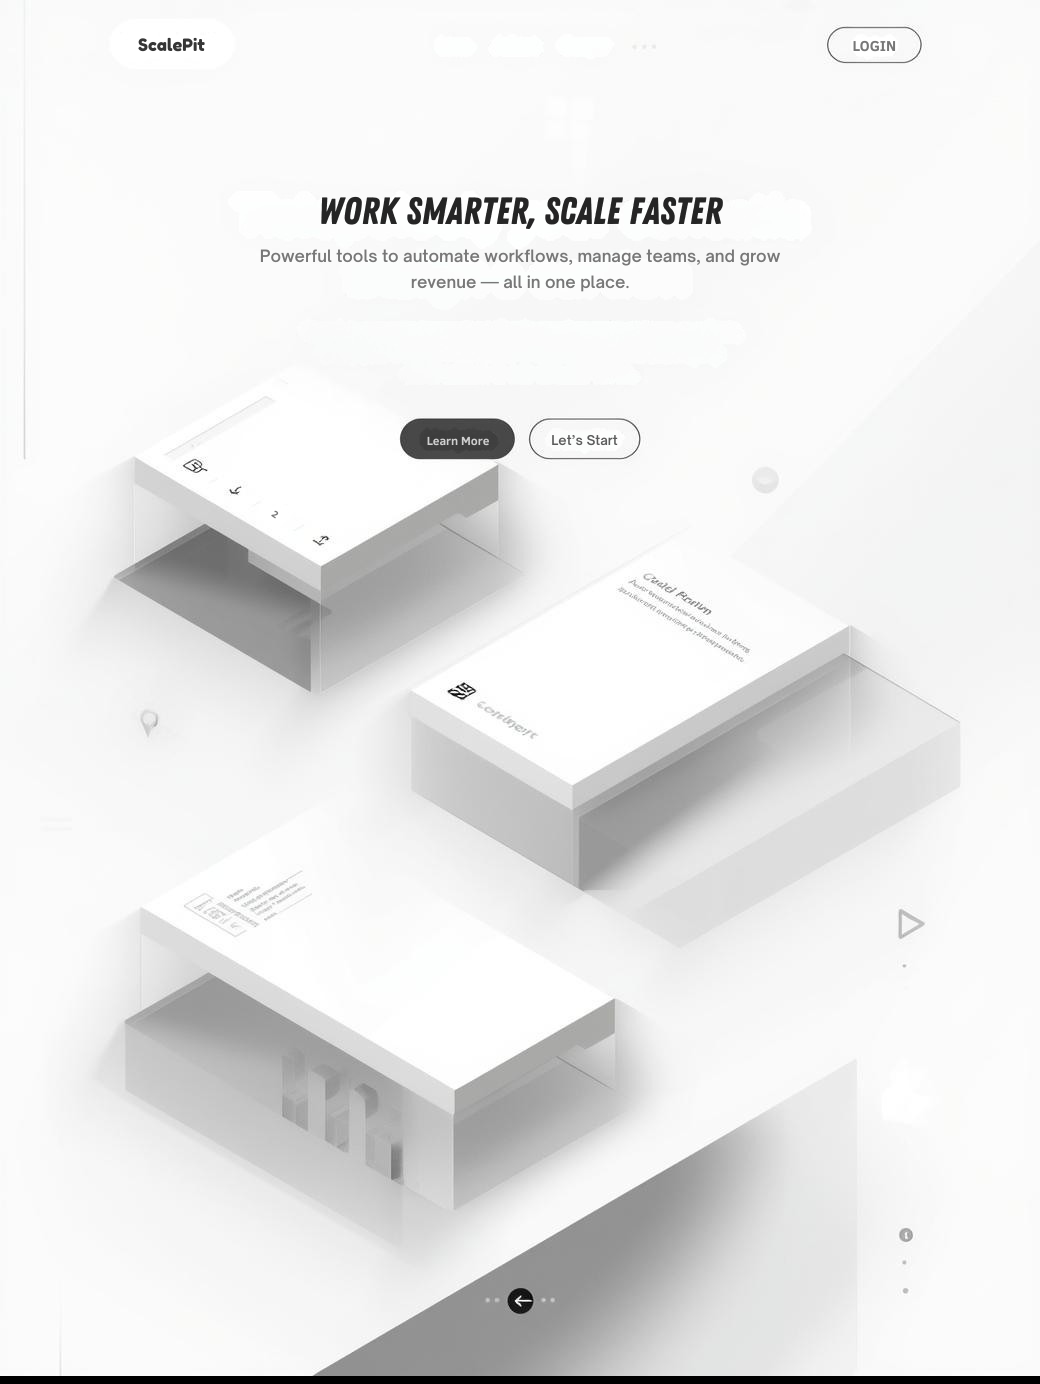 ScalePit
LOGIN
WORK SMARTER, SCALE FASTER
Powerful tools to automate workflows, manage teams, and grow
revenue — all in one place.
Learn More
Let's Start
2